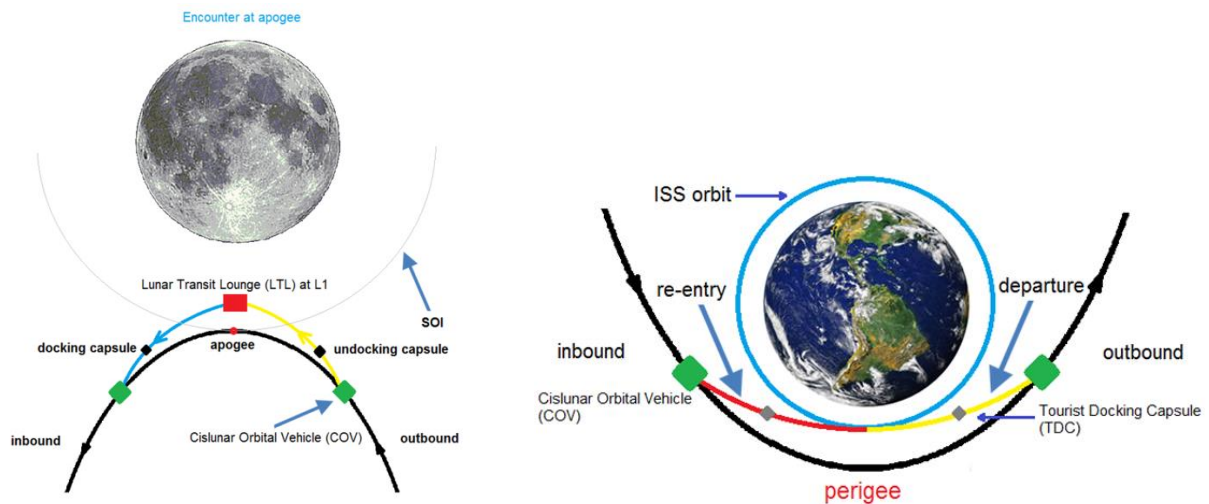 Encounter at apogee
Lunar Transit Lounge (LTL) at L1
SOI
docking capsule
apogee
undocking capsule
Cislunar Orbital Vehicle (COV)
inbound
outbound
ISS orbit
re-entry
departure
inbound
outbound
Cislunar Orbital Vehicle
(COV)
Tourist Docking Capsule
(TDC)
perigee